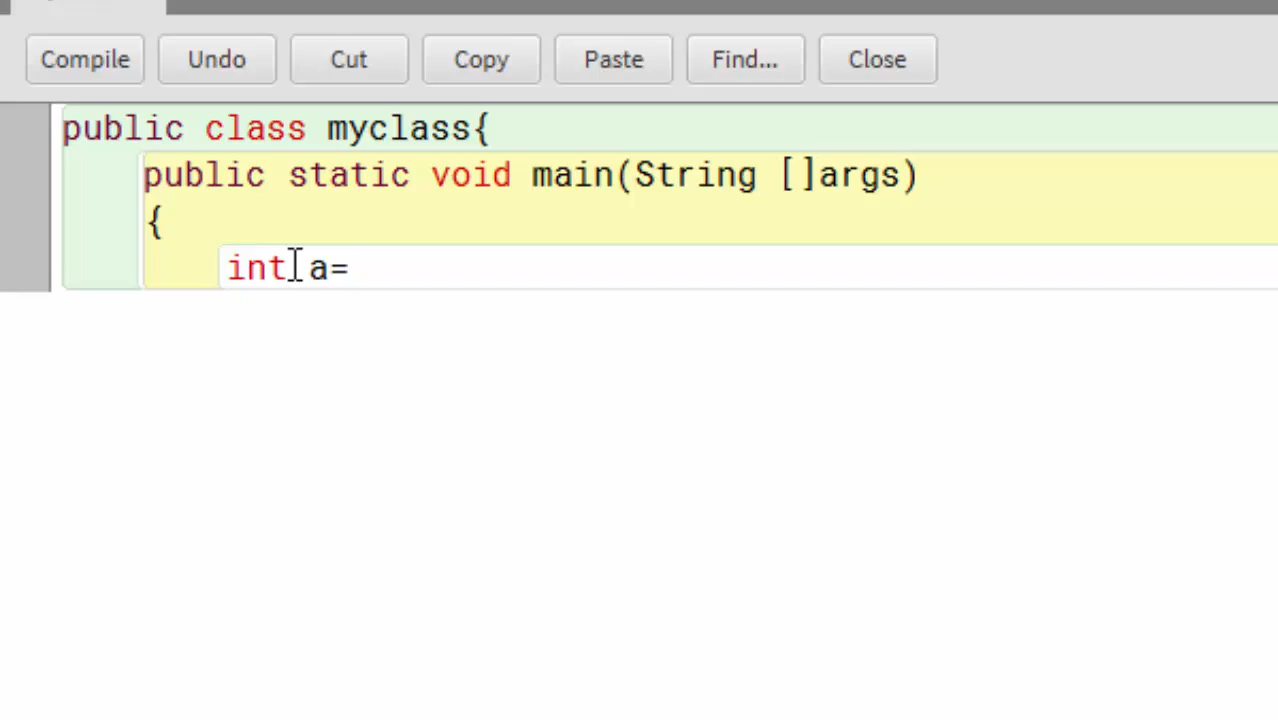 Compile Undo Cut Copy Paste Find... Close
public class myclass{
public static void main(String []args)
{
int a=